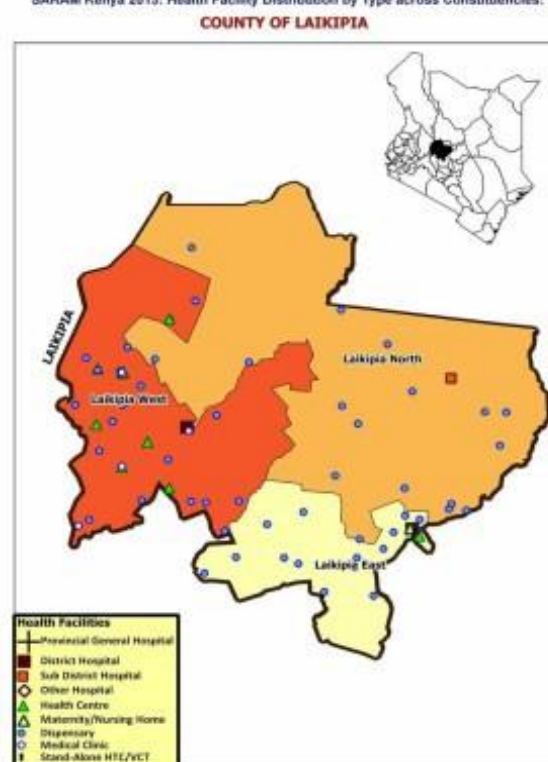 SARAM Kenya 2013: Health Facility Distribution by Type across Constituencies:
COUNTY OF LAIKIPIA
LAIKIPIA
Laikipia North
Laikipia West
Laikipia East
Health Facilities
Provincial General Hospital
District Hospital
Sub District Hospital
Other Hospital
Health Centre
Maternity/Nursing Home
Dispensary
Medical Clinic
Stand-Alone HTC/VCT